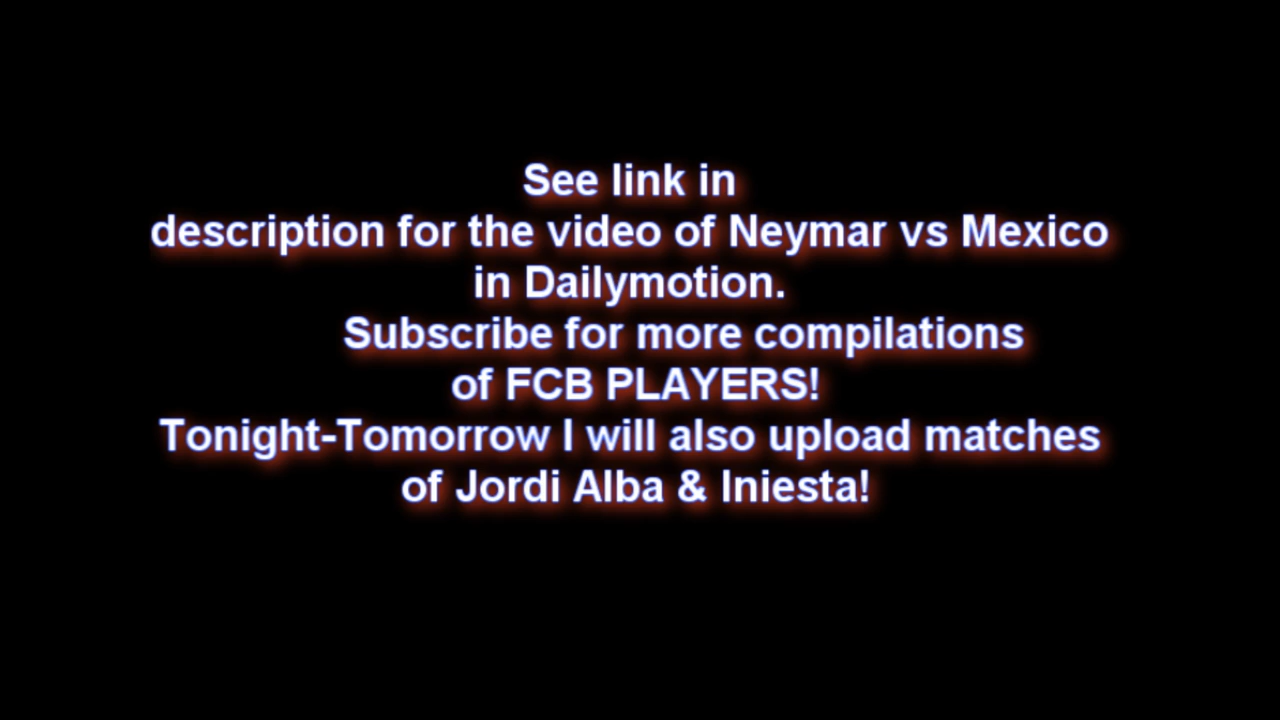 See link in
description for the video of Neymar vs Mexico
in Dailymotion.
Subscribe for more compilations
of FCB PLAYERS!
Tonight-Tomorrow I will also upload matches
of Jordi Alba & Iniesta!